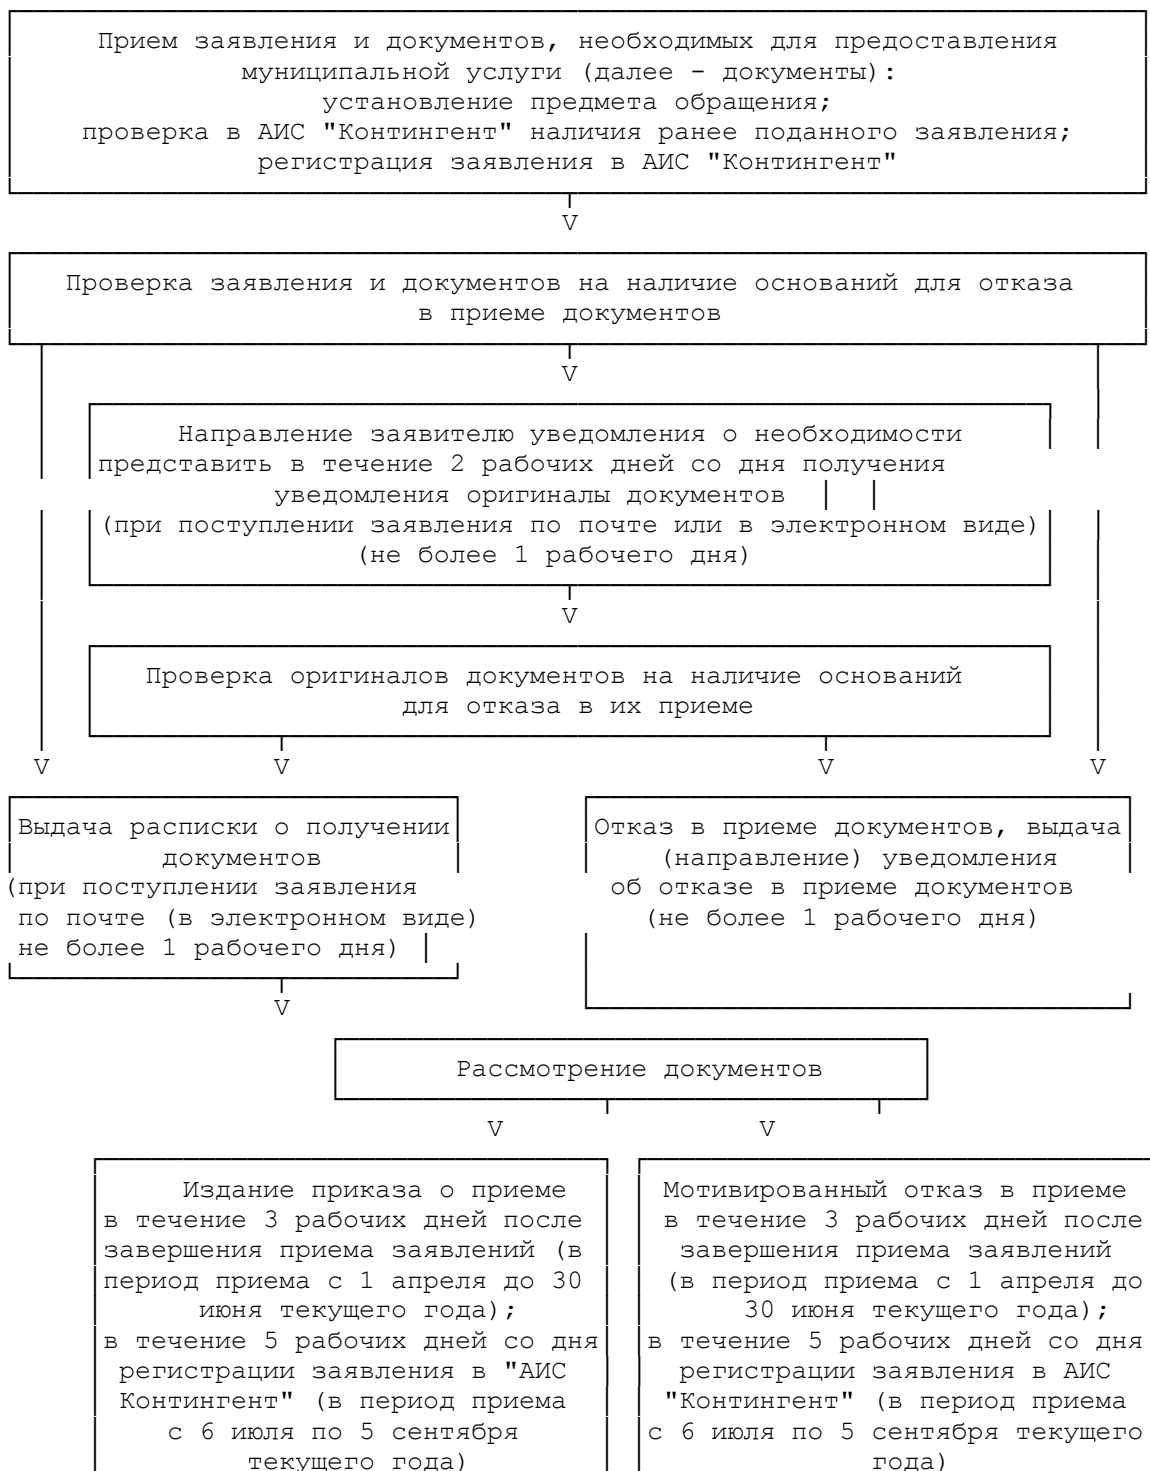 Прием заявления и документов, необходимых для предоставления
муниципальной услуги (далее - документы):
установление предмета обращения;
проверка в АИС "Контингент" наличия ранее поданного заявления;
регистрация заявления в АИС "Контингент"
V
Проверка заявления и документов на наличие оснований для отказа
в приеме документов
V
Направление заявителю уведомления о необходимости
представить в течение 2 рабочих дней со дня получения
уведомления оригиналы документов
(при поступлении заявления по почте или в электронном виде)
(не более 1 рабочего дня)
V
Проверка оригиналов документов на наличие оснований
для отказа в их приеме
V V V V
Выдача расписки о получении
документов
(при поступлении заявления
по почте (в электронном виде)
не более 1 рабочего дня)
V
Отказ в приеме документов, выдача
(направление) уведомления
об отказе в приеме документов
(не более 1 рабочего дня)
Рассмотрение документов
V V
Издание приказа о приеме
в течение 3 рабочих дней после
завершения приема заявлений (в
период приема с 1 апреля до 30
июня текущего года);
в течение 5 рабочих дней со дня
регистрации заявления в "АИС
Контингент" (в период приема
с 6 июля по 5 сентября
текущего года)
Мотивированный отказ в приеме
в течение 3 рабочих дней после
завершения приема заявлений
(в период приема с 1 апреля до
30 июня текущего года);
в течение 5 рабочих дней со дня
регистрации заявления в АИС
"Контингент" (в период приема
с 6 июля по 5 сентября текущего
года)